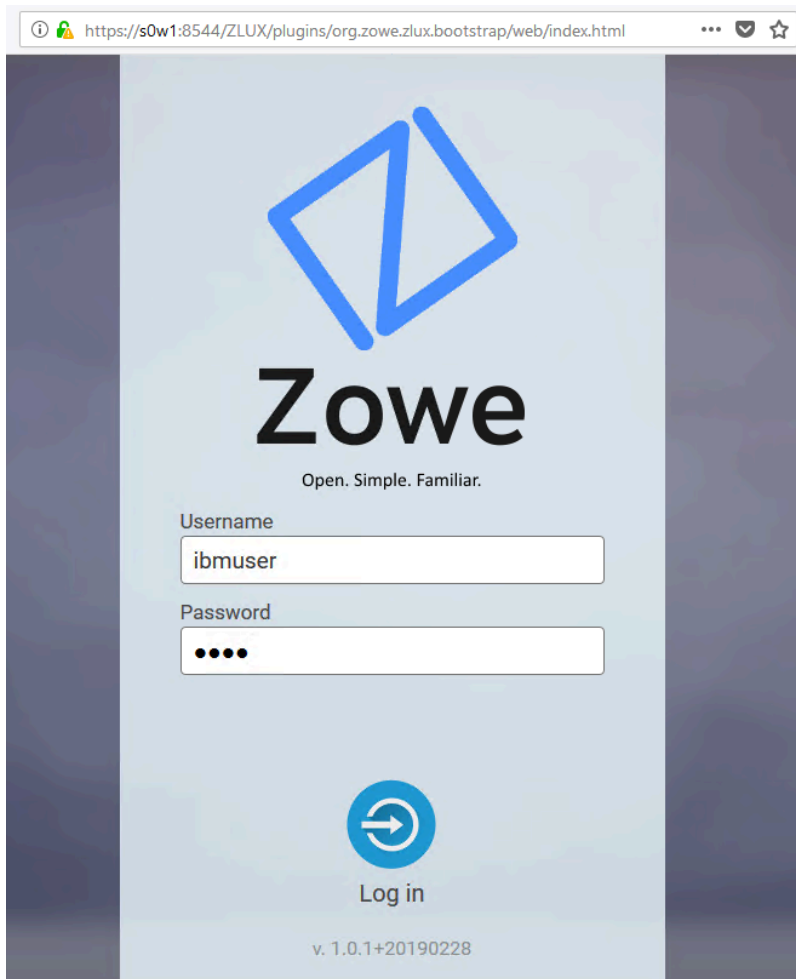 https://s0w1:8544/ZLUX/plugins/org.zowe.zlux.bootstrap/web/index.html
Zowe
Open. Simple. Familiar.
Username
ibmuser
Password
••••
Log in
v. 1.0.1+20190228